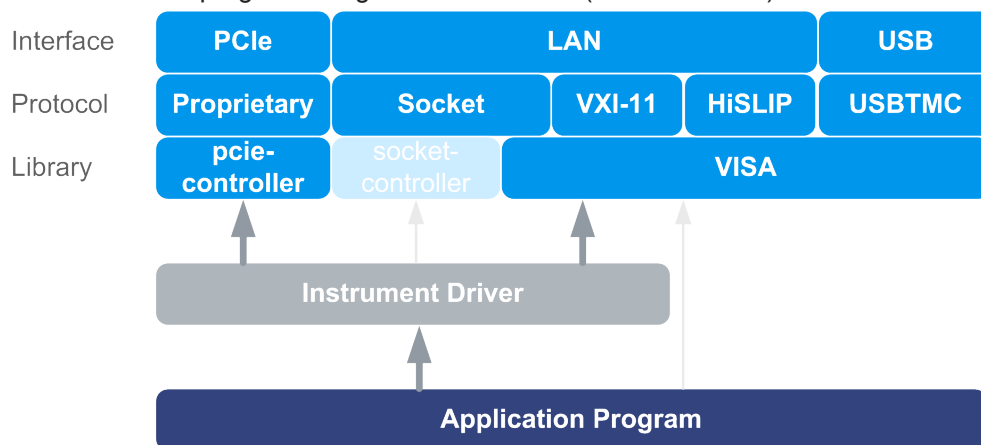 Interface PCIe LAN USB
Protocol Proprietary Socket VXI-11 HiSLIP USBTMC
Library pcie-controller socket-controller VISA
Instrument Driver
Application Program